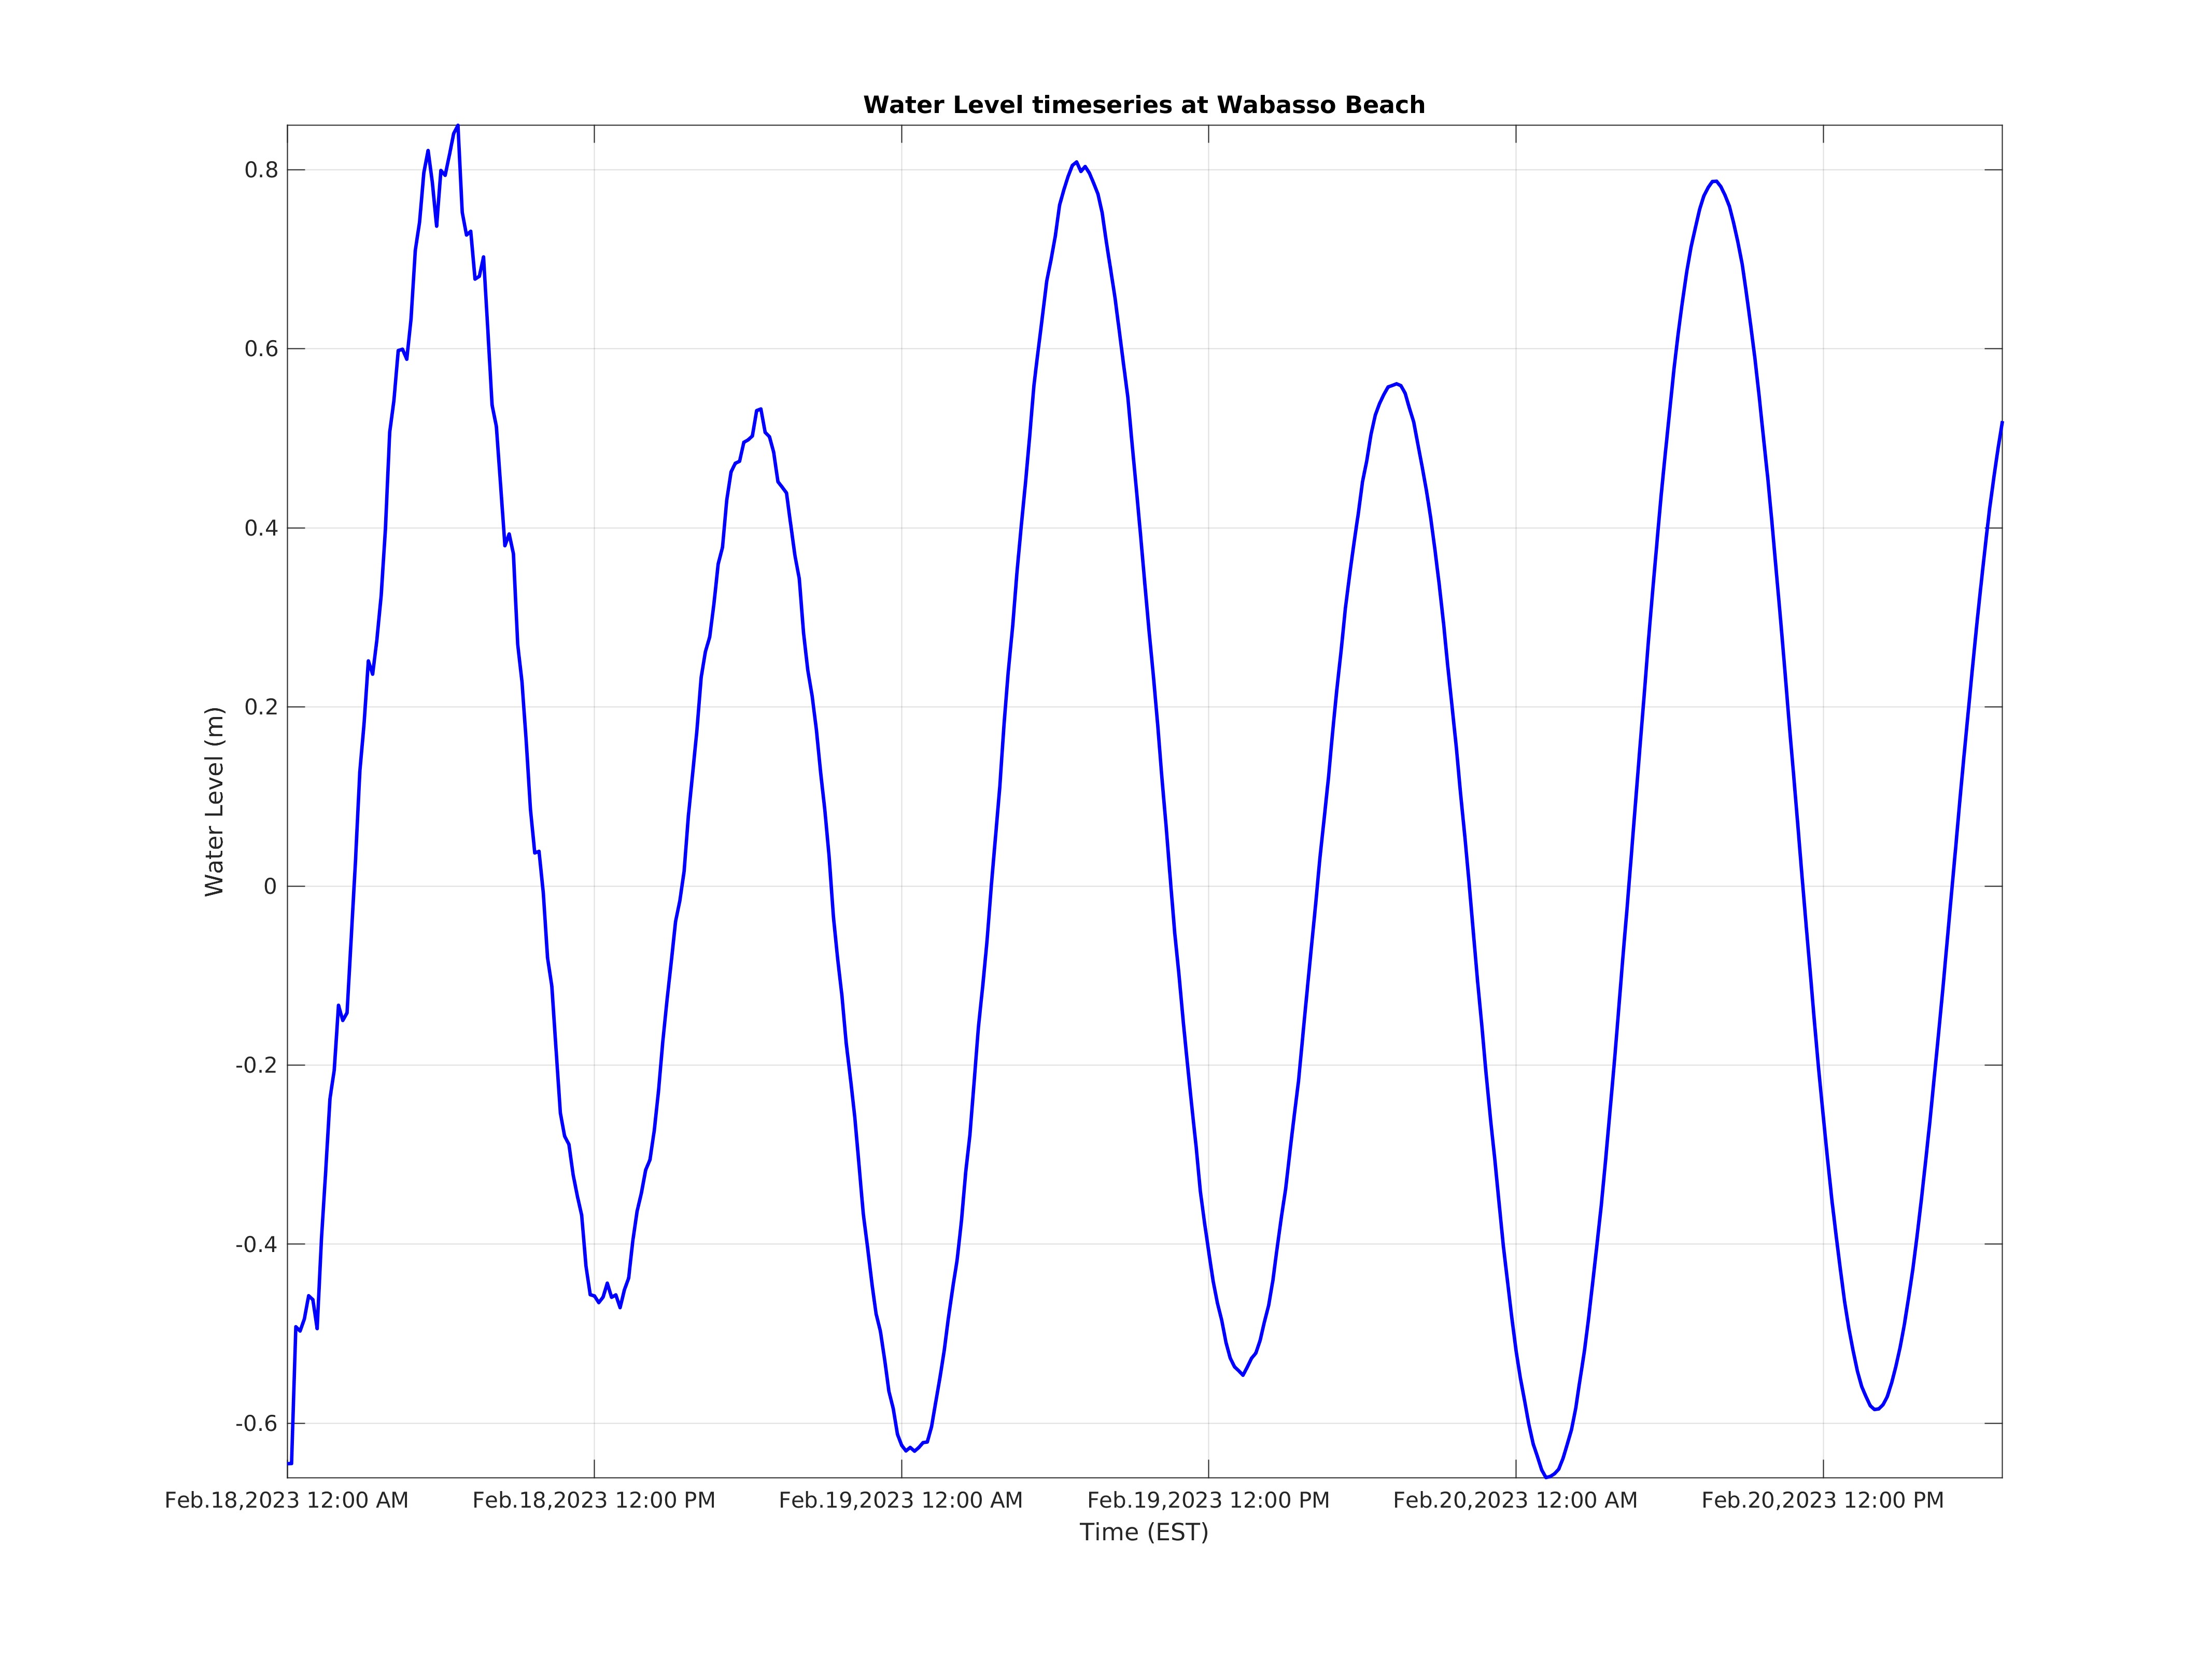 Water Level timeseries at Wabasso Beach
0.8
0.6
0.4
0.2
0
-0.2
-0.4
-0.6
Water Level (m)
Feb.18,2023 12:00 AM
Feb.18,2023 12:00 PM
Feb.19,2023 12:00 AM
Feb.19,2023 12:00 PM
Feb.20,2023 12:00 AM
Feb.20,2023 12:00 PM
Time (EST)